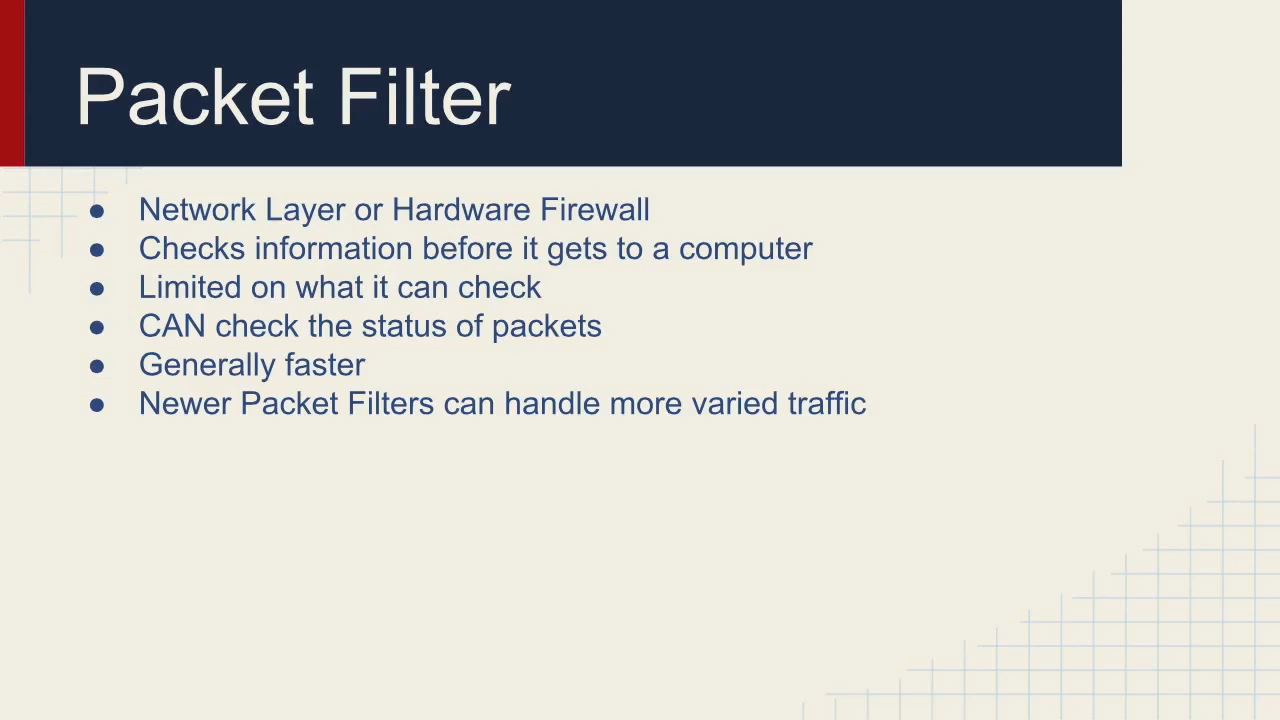 Packet Filter
● Network Layer or Hardware Firewall
● Checks information before it gets to a computer
● Limited on what it can check
● CAN check the status of packets
● Generally faster
● Newer Packet Filters can handle more varied traffic